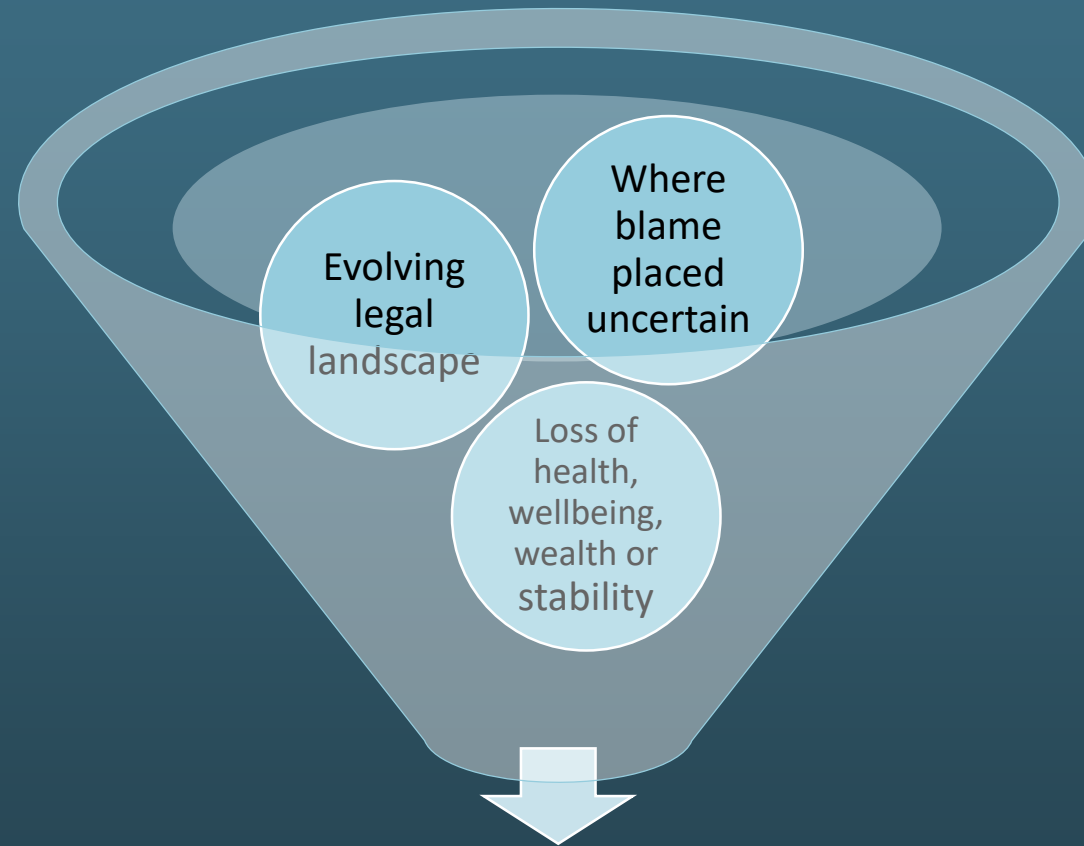 Evolving
legal
landscape
Where
blame
placed
uncertain
Loss of
health,
wellbeing,
wealth or
stability